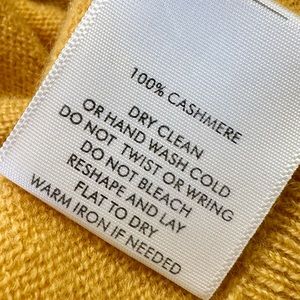 100% CASHMERE
DRY CLEAN
OR HAND WASH COLD
DO NOT TWIST OR WRING
DO NOT BLEACH
RESHAPE AND LAY
FLAT TO DRY
WARM IRON IF NEEDED